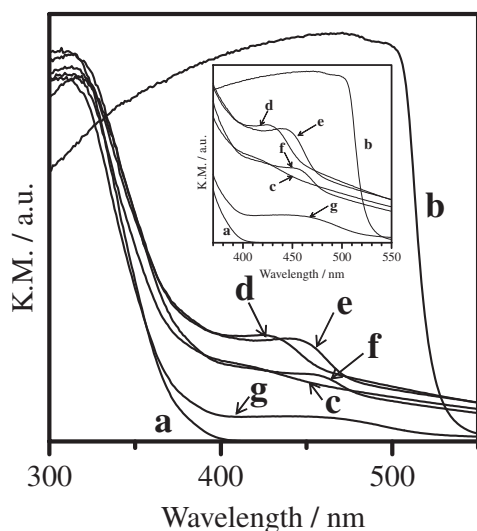 K.M. / a.u.
K.M. / a.u.
d
e
f
b
c
g
a
400
450
500
550
Wavelength / nm
b
d
e
f
g
c
a
300
400
500
Wavelength / nm